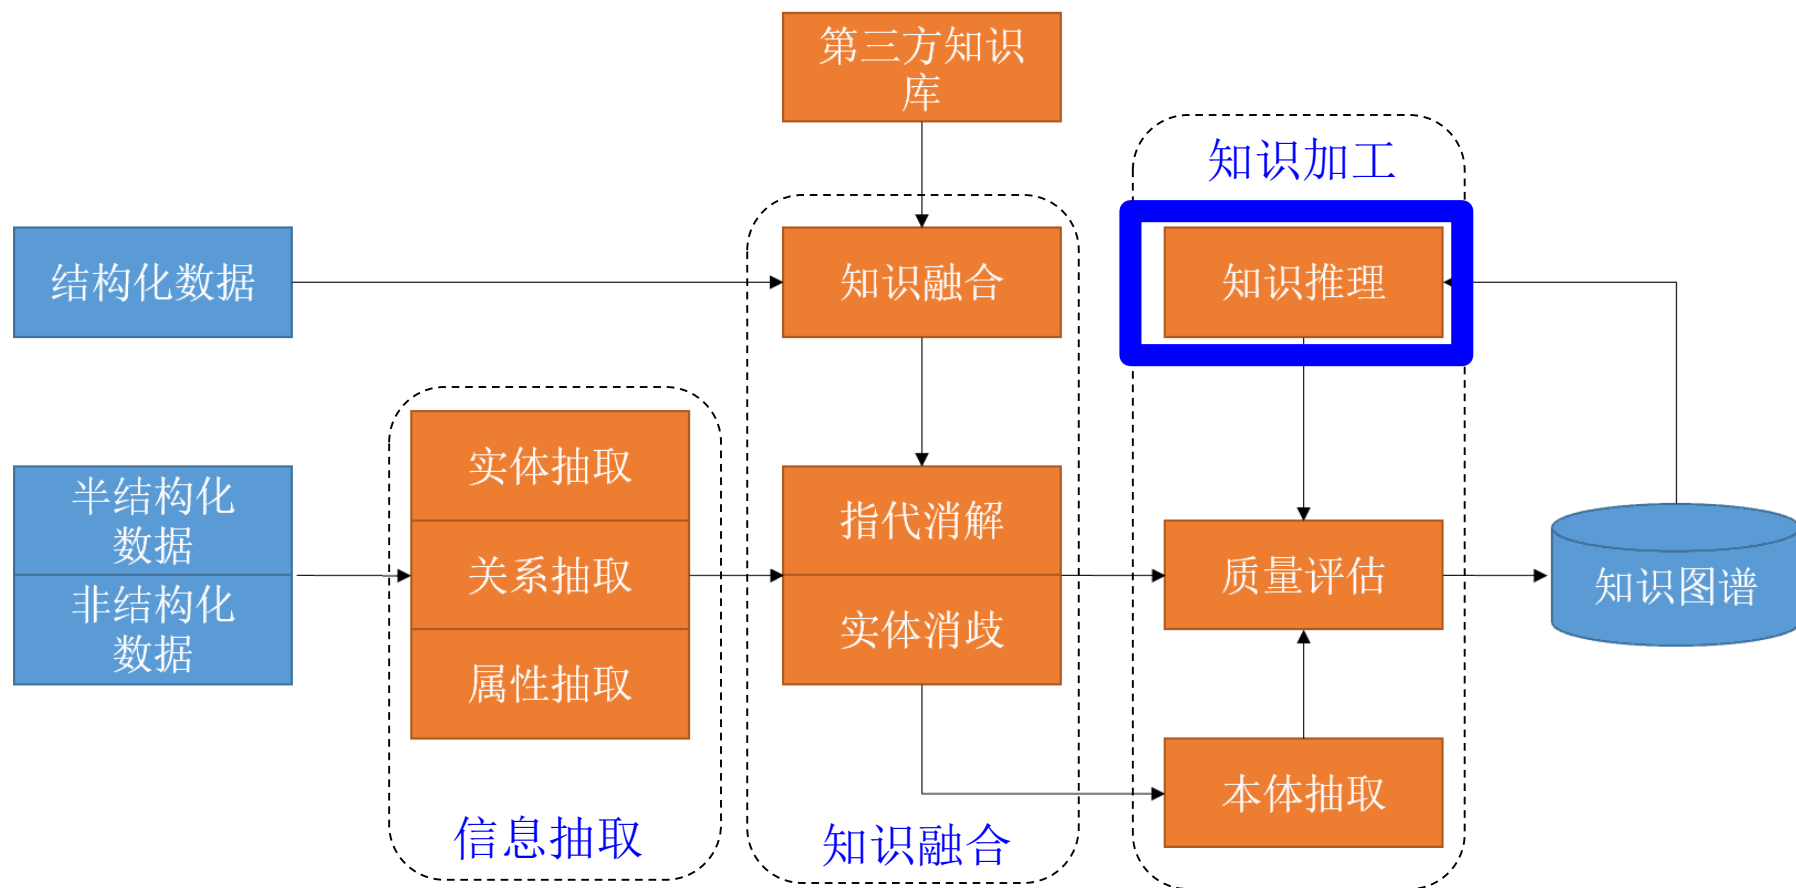 第三方知识
库
知识加工
结构化数据
知识融合
知识推理
半结构化
数据
非结构化
数据
实体抽取
关系抽取
属性抽取
指代消解
实体消歧
质量评估
知识图谱
本体抽取
信息抽取
知识融合